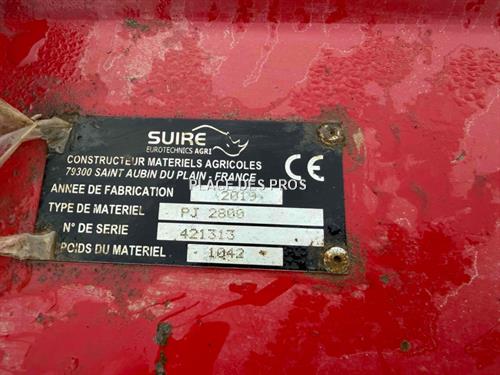 SUIRE
EUROTECHNICS AGRI
CONSTRUCTEUR MATERIELS AGRICOLES
79300 SAINT AUBIN DU PLAIN - FRANCE
CE
ANNEE DE FABRICATION 2019
PLACE DES PROS
TYPE DE MATERIEL PJ 2800
N° DE SERIE 421313
POIDS DU MATERIEL 1042